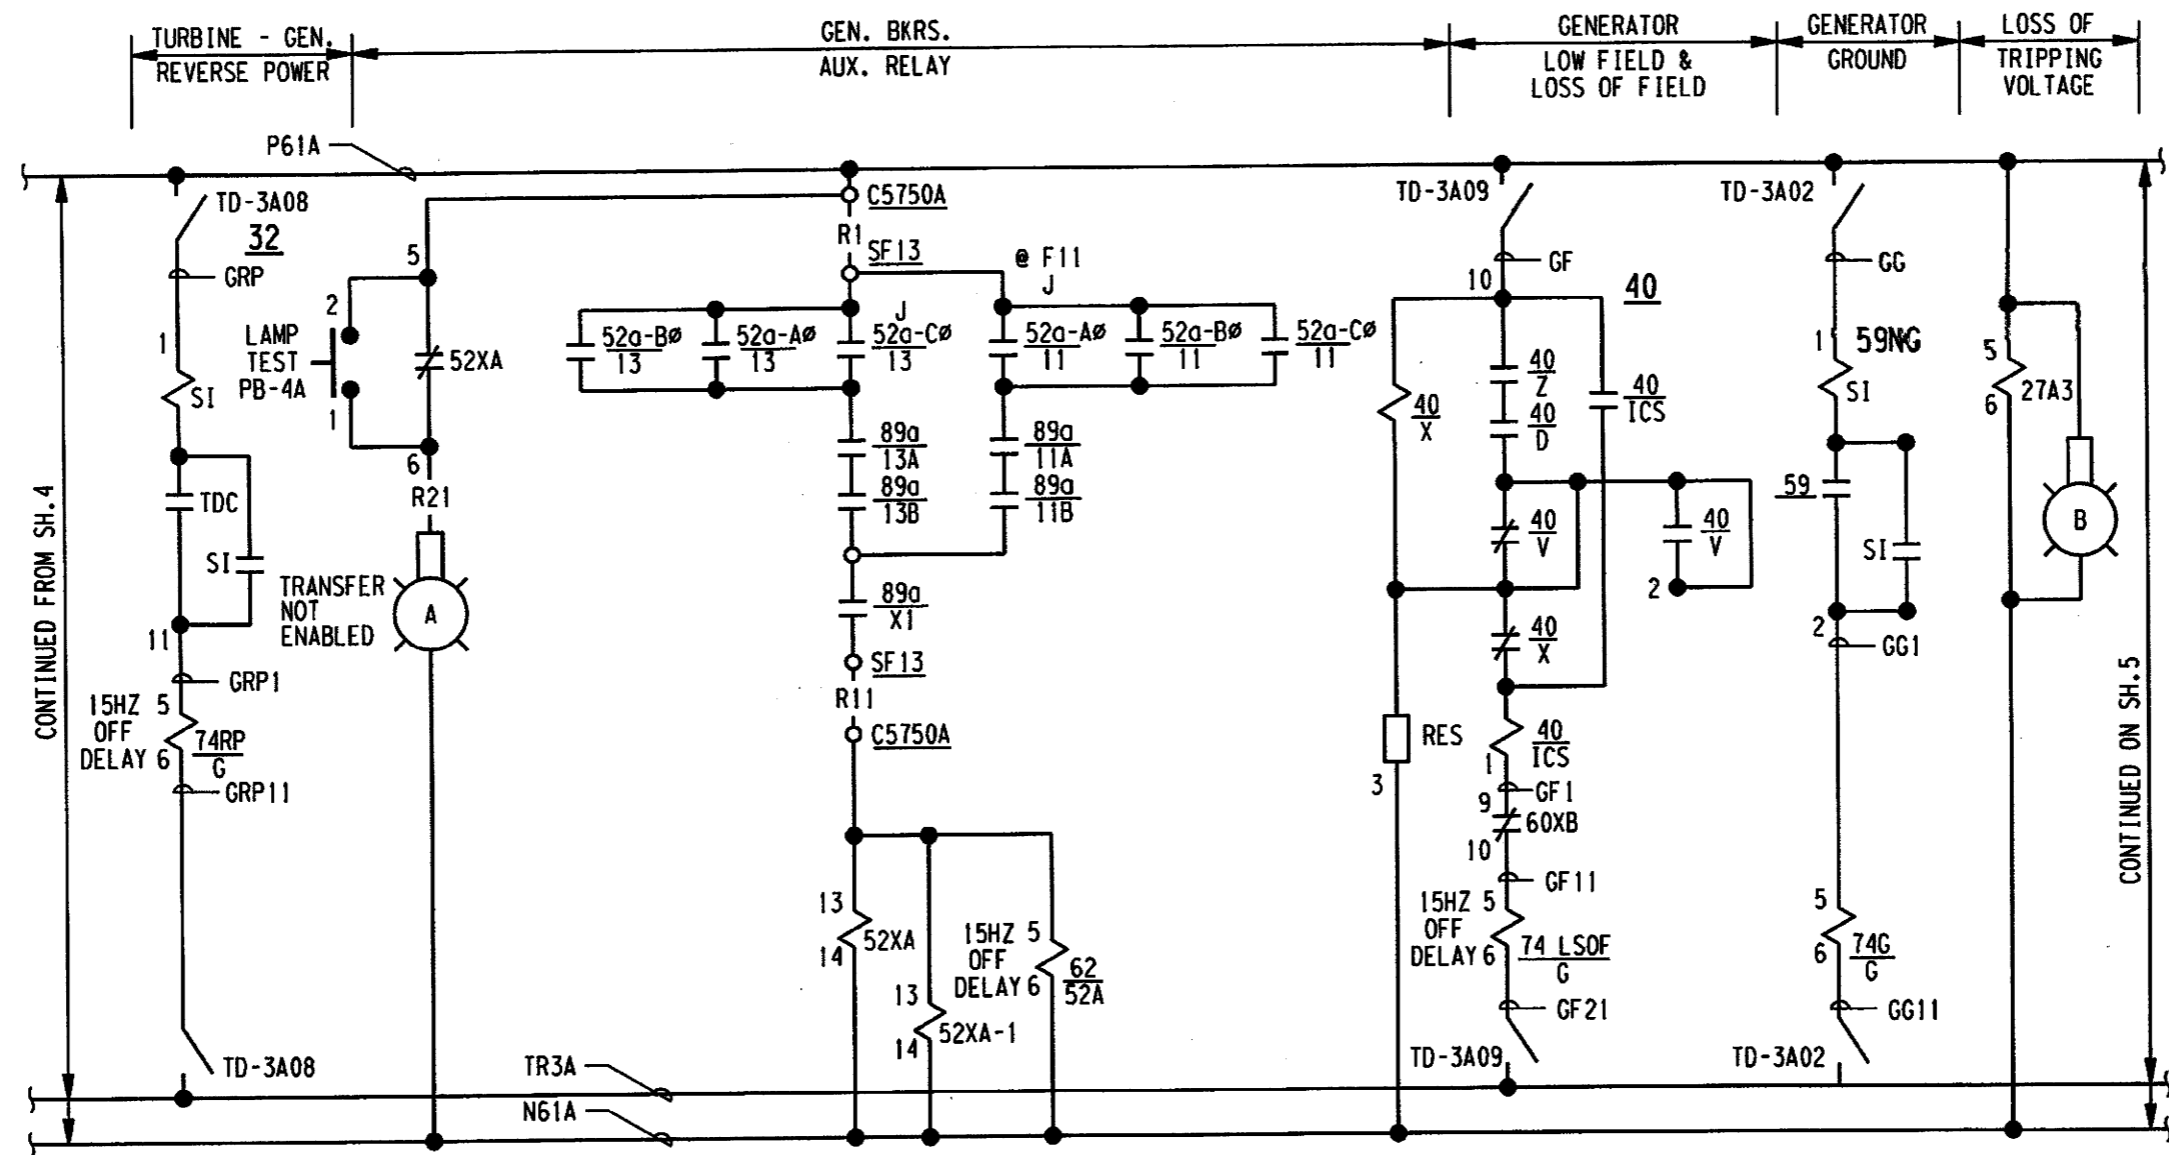 TURBINE - GEN.
REVERSE POWER
GEN. BKRS.
AUX. RELAY
GENERATOR
LOW FIELD &
LOSS OF FIELD
GENERATOR
GROUND
LOSS OF
TRIPPING
VOLTAGE
P61A
CONTINUED FROM SH.4
TD-3A08
32
GRP
1
SI
TDC
SI
11
GRP1
15HZ 5
OFF
DELAY 6
74RP
G
GRP11
TD-3A08
5
2
LAMP
TEST
PB-4A
1
52XA
6
R21
TRANSFER
NOT
ENABLED
A
C5750A
R1
SF13
@ F11
J
J
52a-BØ
13
52a-AØ
13
52a-CØ
13
52a-AØ
11
52a-BØ
11
52a-CØ
11
89a
13A
89a
13B
89a
11A
89a
11B
89a
X1
SF13
R11
C5750A
13
14
52XA
13
14
52XA-1
15HZ 5
OFF
DELAY 6
62
52A
TR3A
N61A
TD-3A09
GF
10
40
40
X
40
Z
40
D
40
ICS
40
V
40
V
2
40
X
RES
3
40
ICS
1
GF1
9
60XB
10
GF11
15HZ 5
OFF
DELAY 6
74 LSOF
G
GF21
TD-3A09
TD-3A02
GG
1
59NG
SI
59
SI
2
GG1
5
6
74G
G
GG11
TD-3A02
5
6
27A3
B
CONTINUED ON SH.5